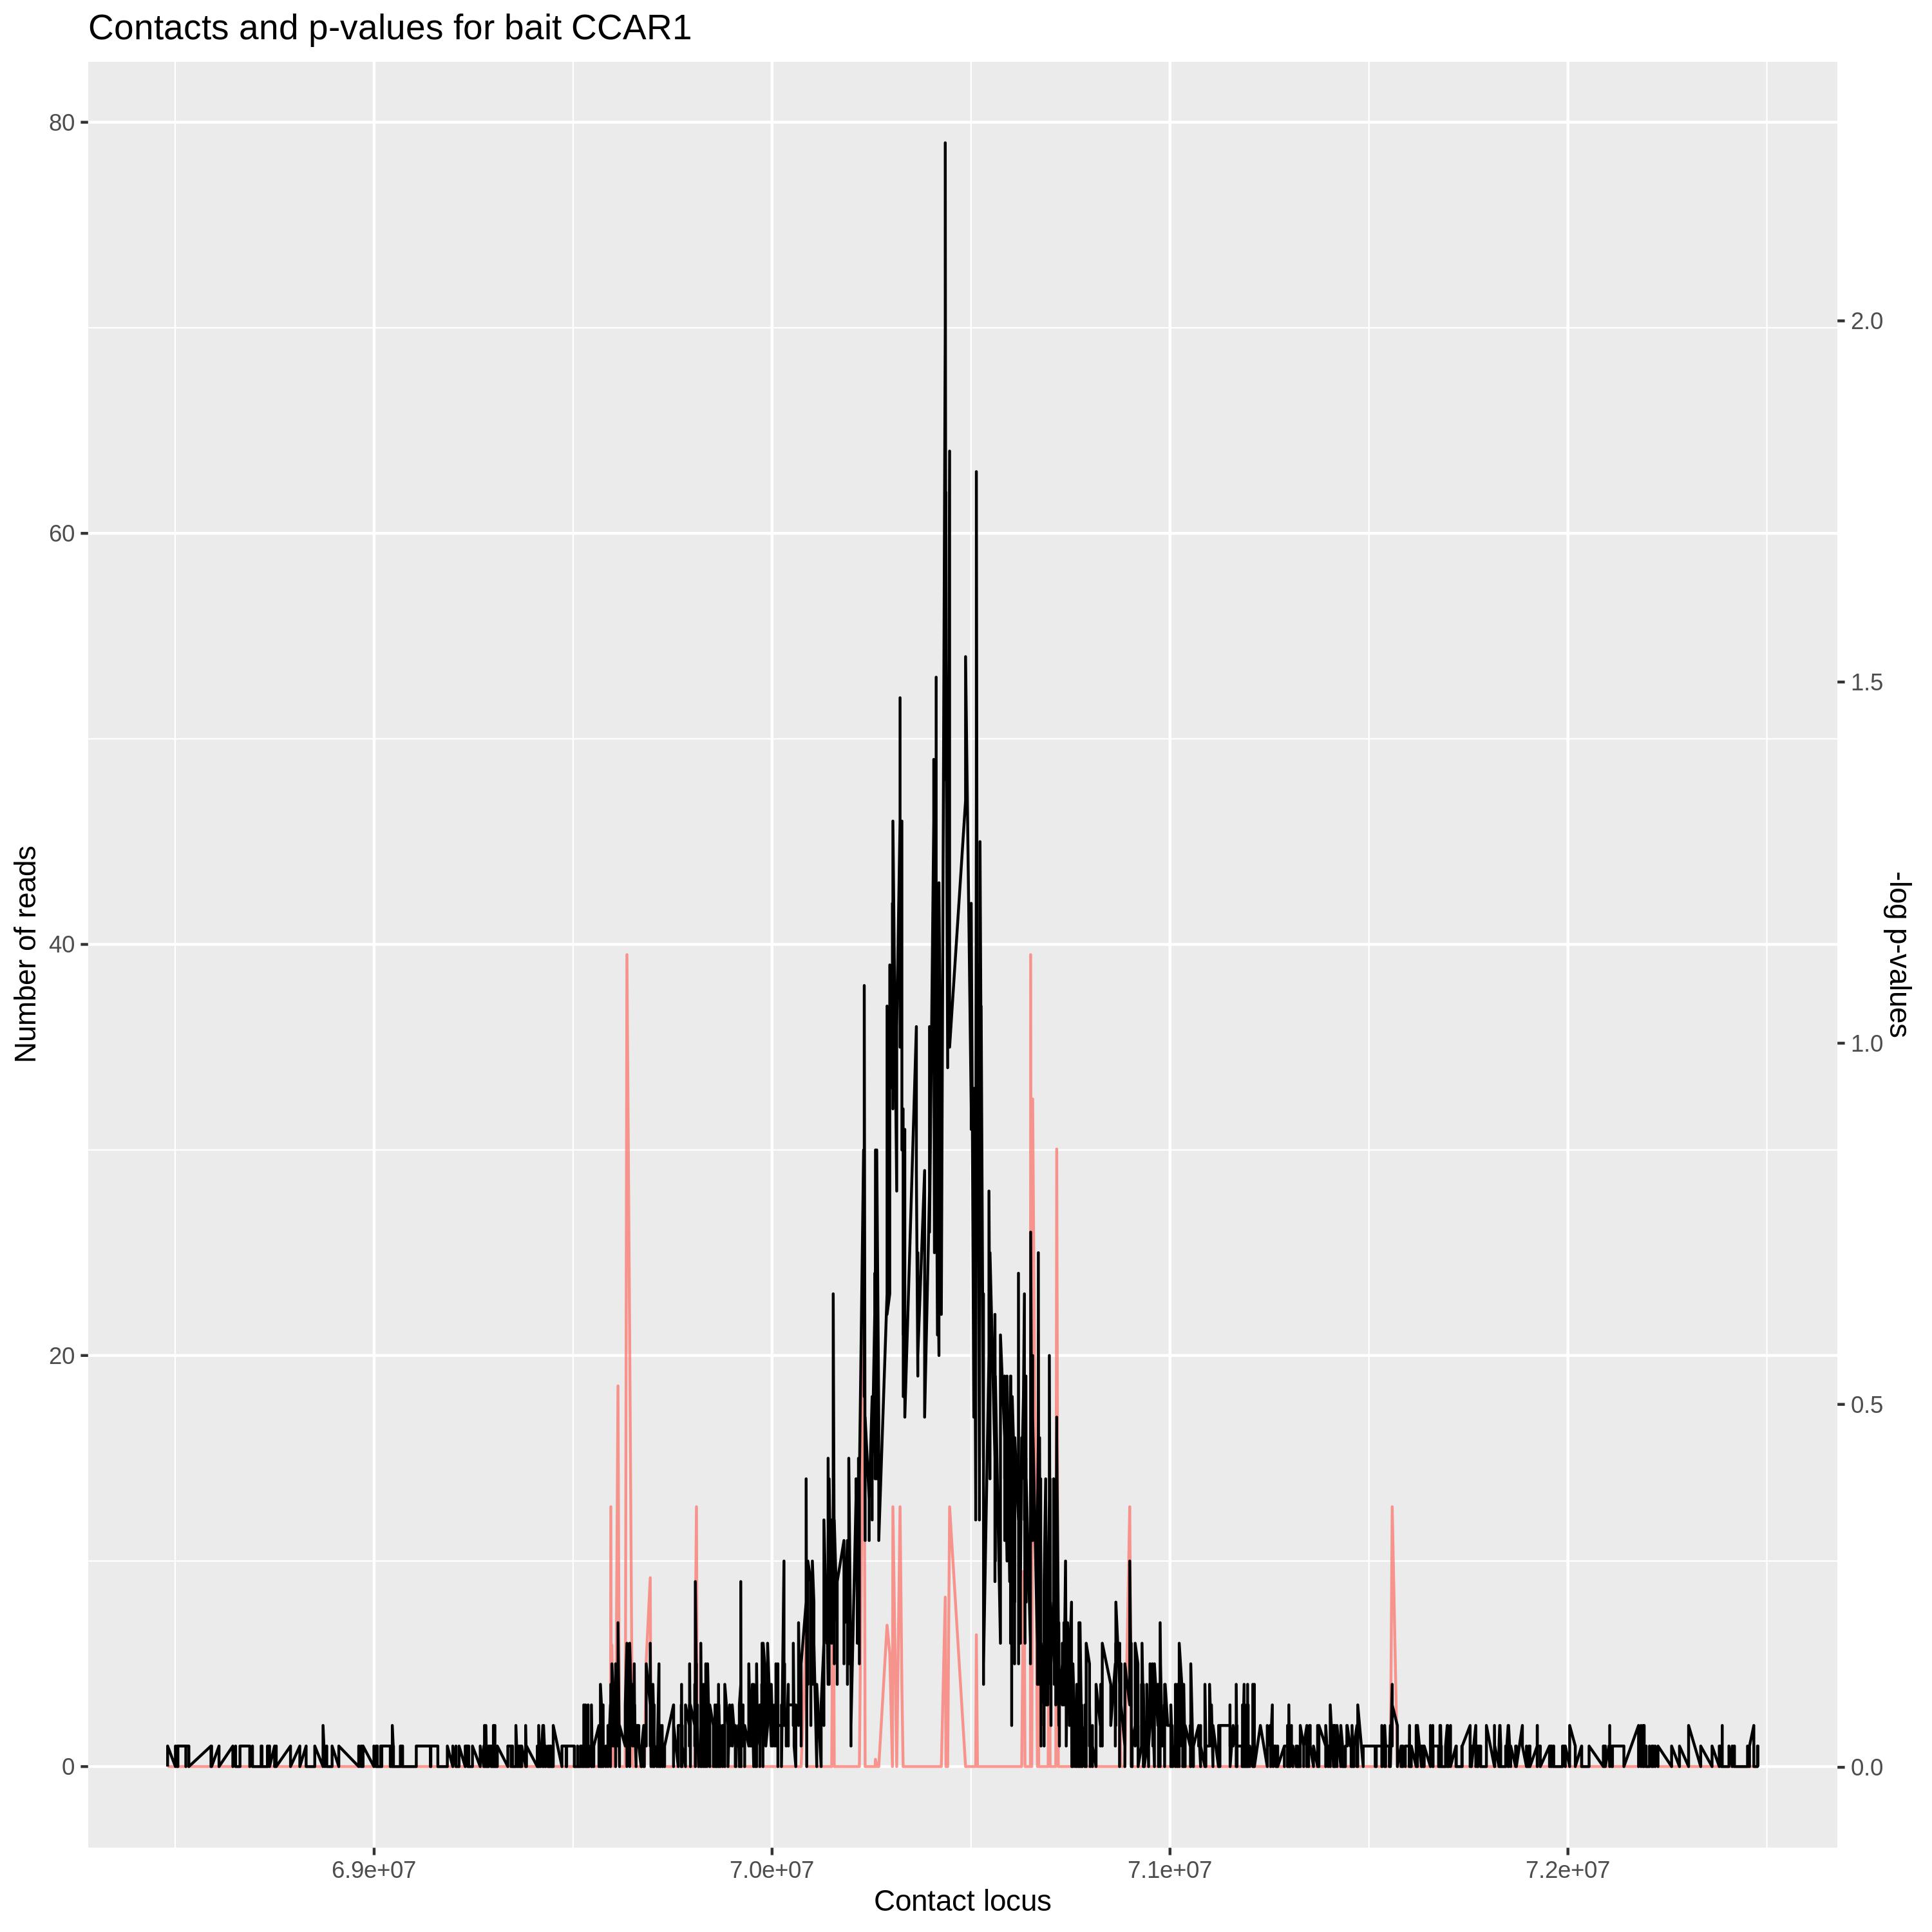 Contacts and p-values for bait CCAR1
80
60
40
20
0
Number of reads
2.0
1.5
1.0
0.5
0.0
-log p-values
6.9e+07 7.0e+07 7.1e+07 7.2e+07
Contact locus